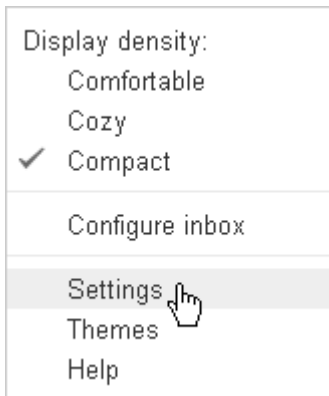 Display density:
Comfortable
Cozy
Compact
Configure inbox
Settings
Themes
Help